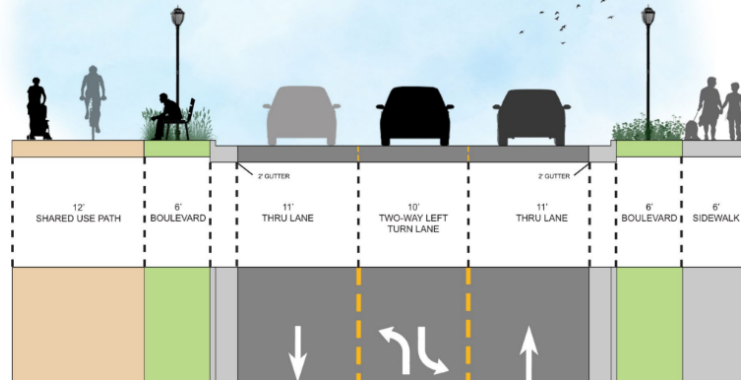 2' GUTTER
2' GUTTER
12'
SHARED USE PATH
6'
BOULEVARD
11'
THRU LANE
10'
TWO-WAY LEFT
TURN LANE
11'
THRU LANE
6'
BOULEVARD
6'
SIDEWALK